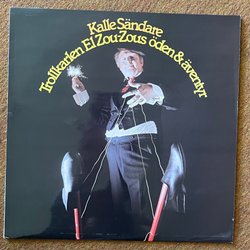 Kalle Sändare
Trollkarlen El Zou-Zous öden & äventyr